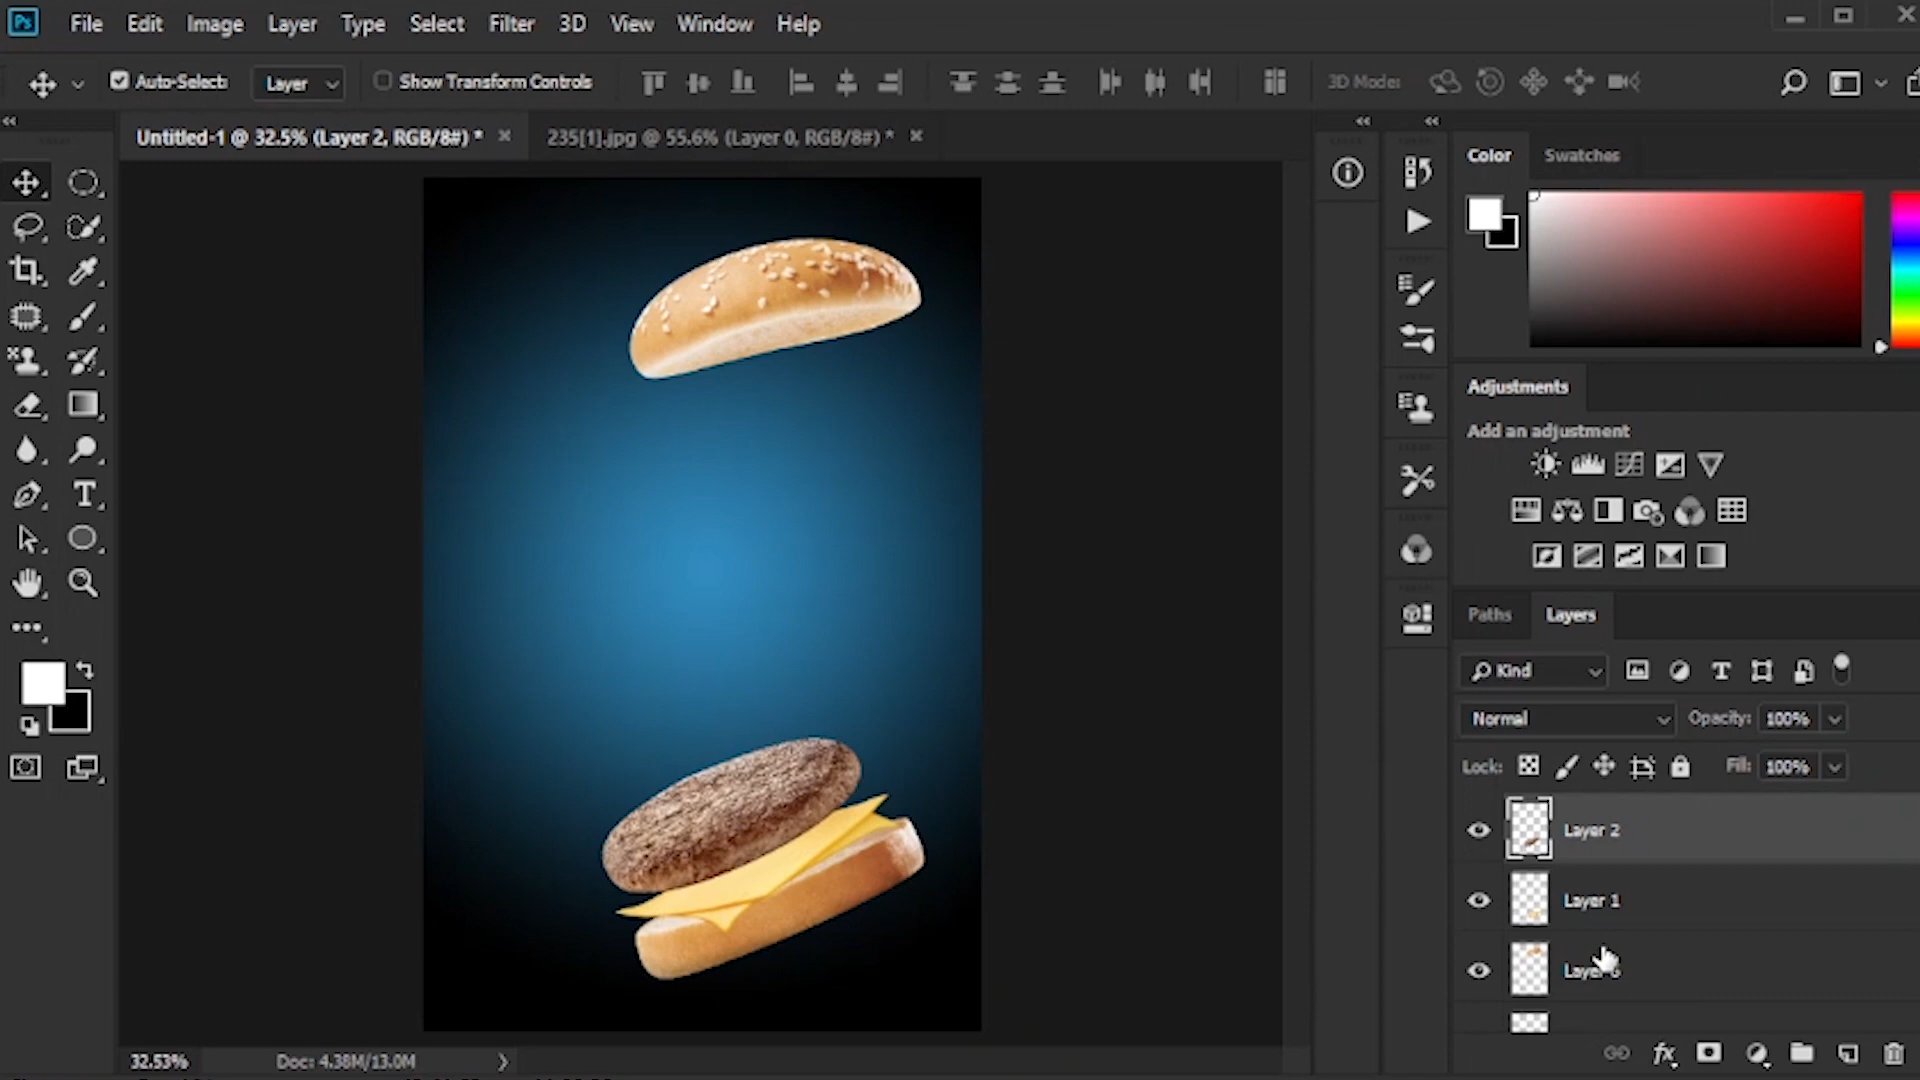 Ps File Edit Image Layer Type Select Filter 3D View Window Help
Auto-Select: Layer Show Transform Controls 3D Mode:
Untitled-1 @ 32.5% (Layer 2, RGB/8#) * × 235[1].jpg @ 55.6% (Layer 0, RGB/8#) * ×
Color Swatches
Adjustments
Add an adjustment
Paths Layers
Kind
Normal Opacity: 100%
Lock: Fill: 100%
Layer 2
Layer 1
Layer
32.53% Doc: 4.38M/13.0M